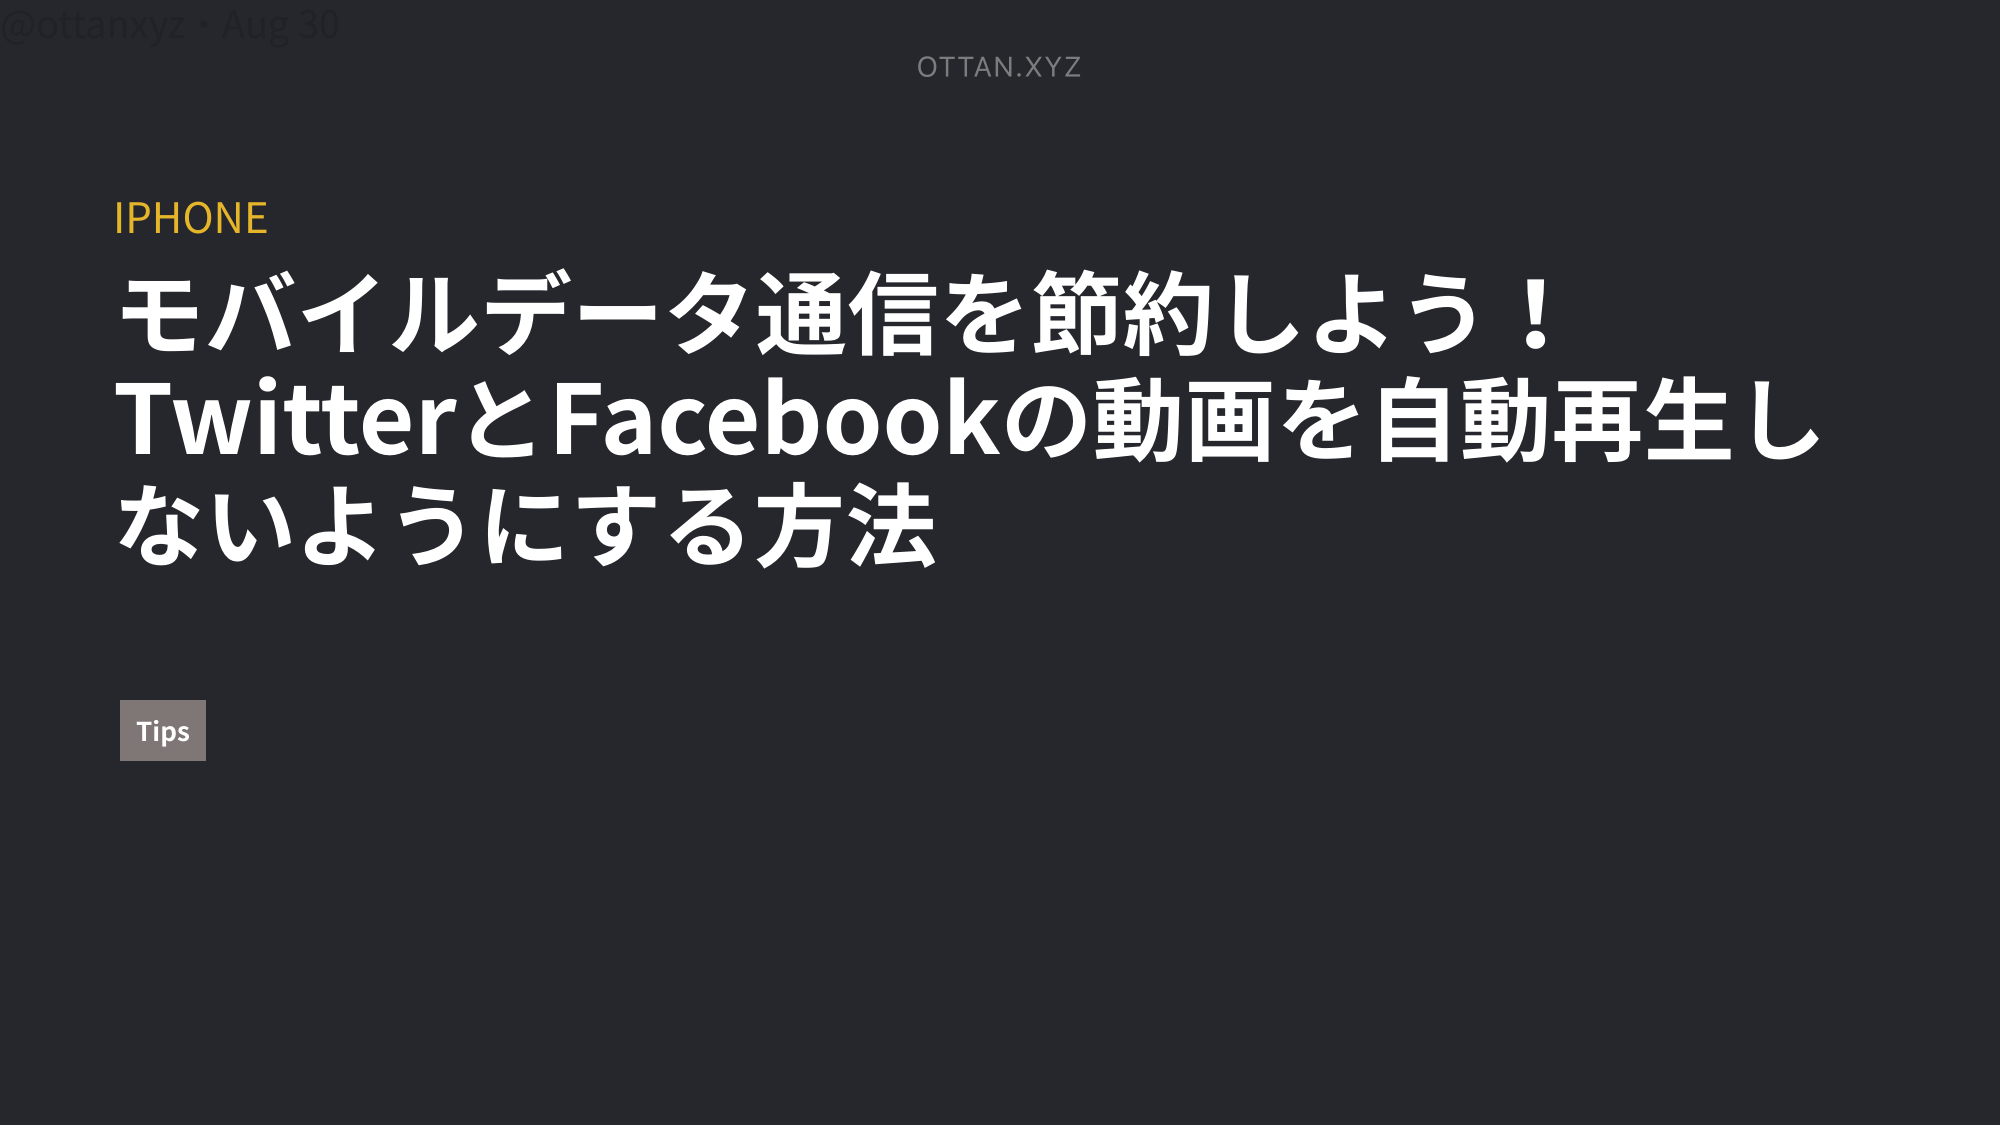 @ottanxyz・Aug 30
OTTAN.XYZ
IPHONE
モバイルデータ通信を節約しよう！
TwitterとFacebookの動画を自動再生し
ないようにする方法
Tips